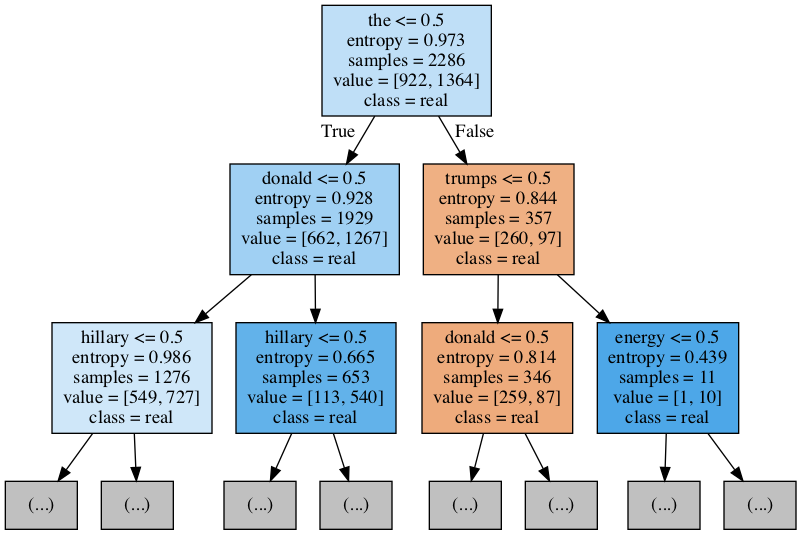 the <= 0.5
entropy = 0.973
samples = 2286
value = [922, 1364]
class = real
True
False
donald <= 0.5
entropy = 0.928
samples = 1929
value = [662, 1267]
class = real
trumps <= 0.5
entropy = 0.844
samples = 357
value = [260, 97]
class = real
hillary <= 0.5
entropy = 0.986
samples = 1276
value = [549, 727]
class = real
hillary <= 0.5
entropy = 0.665
samples = 653
value = [113, 540]
class = real
donald <= 0.5
entropy = 0.814
samples = 346
value = [259, 87]
class = real
energy <= 0.5
entropy = 0.439
samples = 11
value = [1, 10]
class = real
(...)
(...)
(...)
(...)
(...)
(...)
(...)
(...)